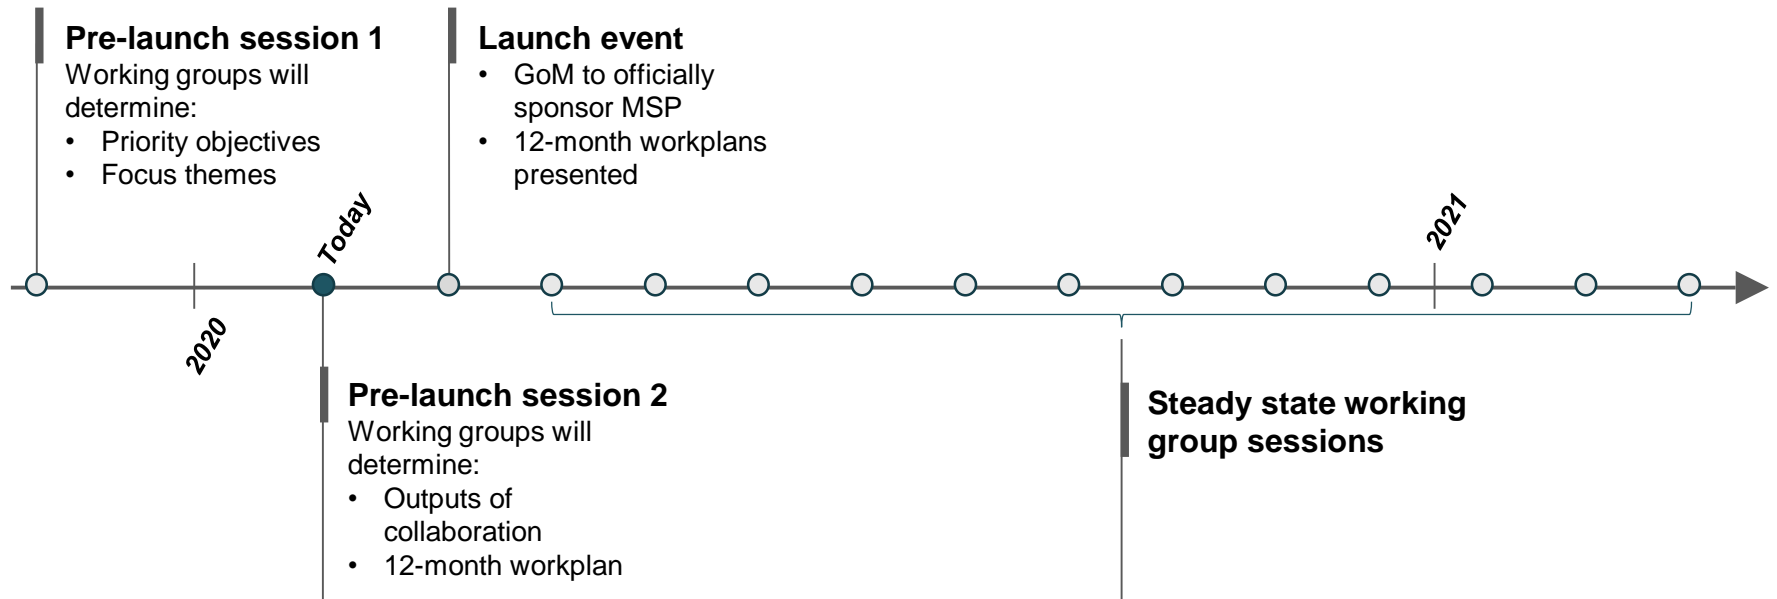 Pre-launch session 1
Working groups will
determine:
• Priority objectives
• Focus themes
Launch event
• GoM to officially
sponsor MSP
• 12-month workplans
presented
Today
2021
2020
Pre-launch session 2
Working groups will
determine:
• Outputs of
collaboration
• 12-month workplan
Steady state working
group sessions